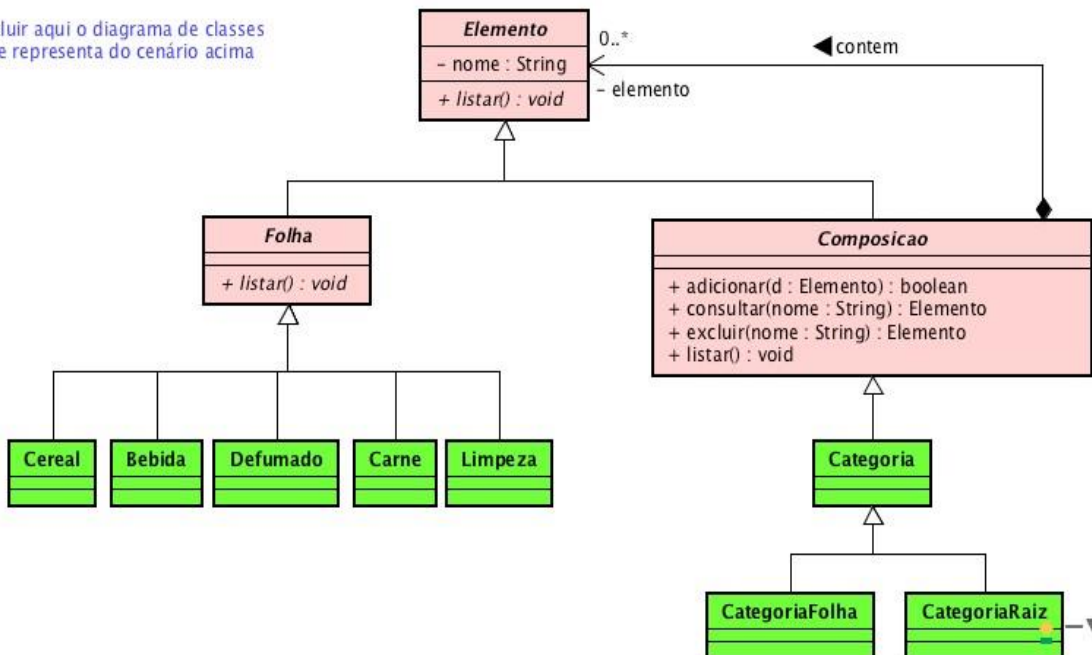 luir aqui o diagrama de classes
e representa do cenário acima
Elemento
- nome : String
+ listar() : void
0..*
- elemento
contem
Folha
+ listar() : void
Composicao
+ adicionar(d : Elemento) : boolean
+ consultar(nome : String) : Elemento
+ excluir(nome : String) : Elemento
+ listar() : void
Cereal
Bebida
Defumado
Carne
Limpeza
Categoria
CategoriaFolha
CategoriaRaiz